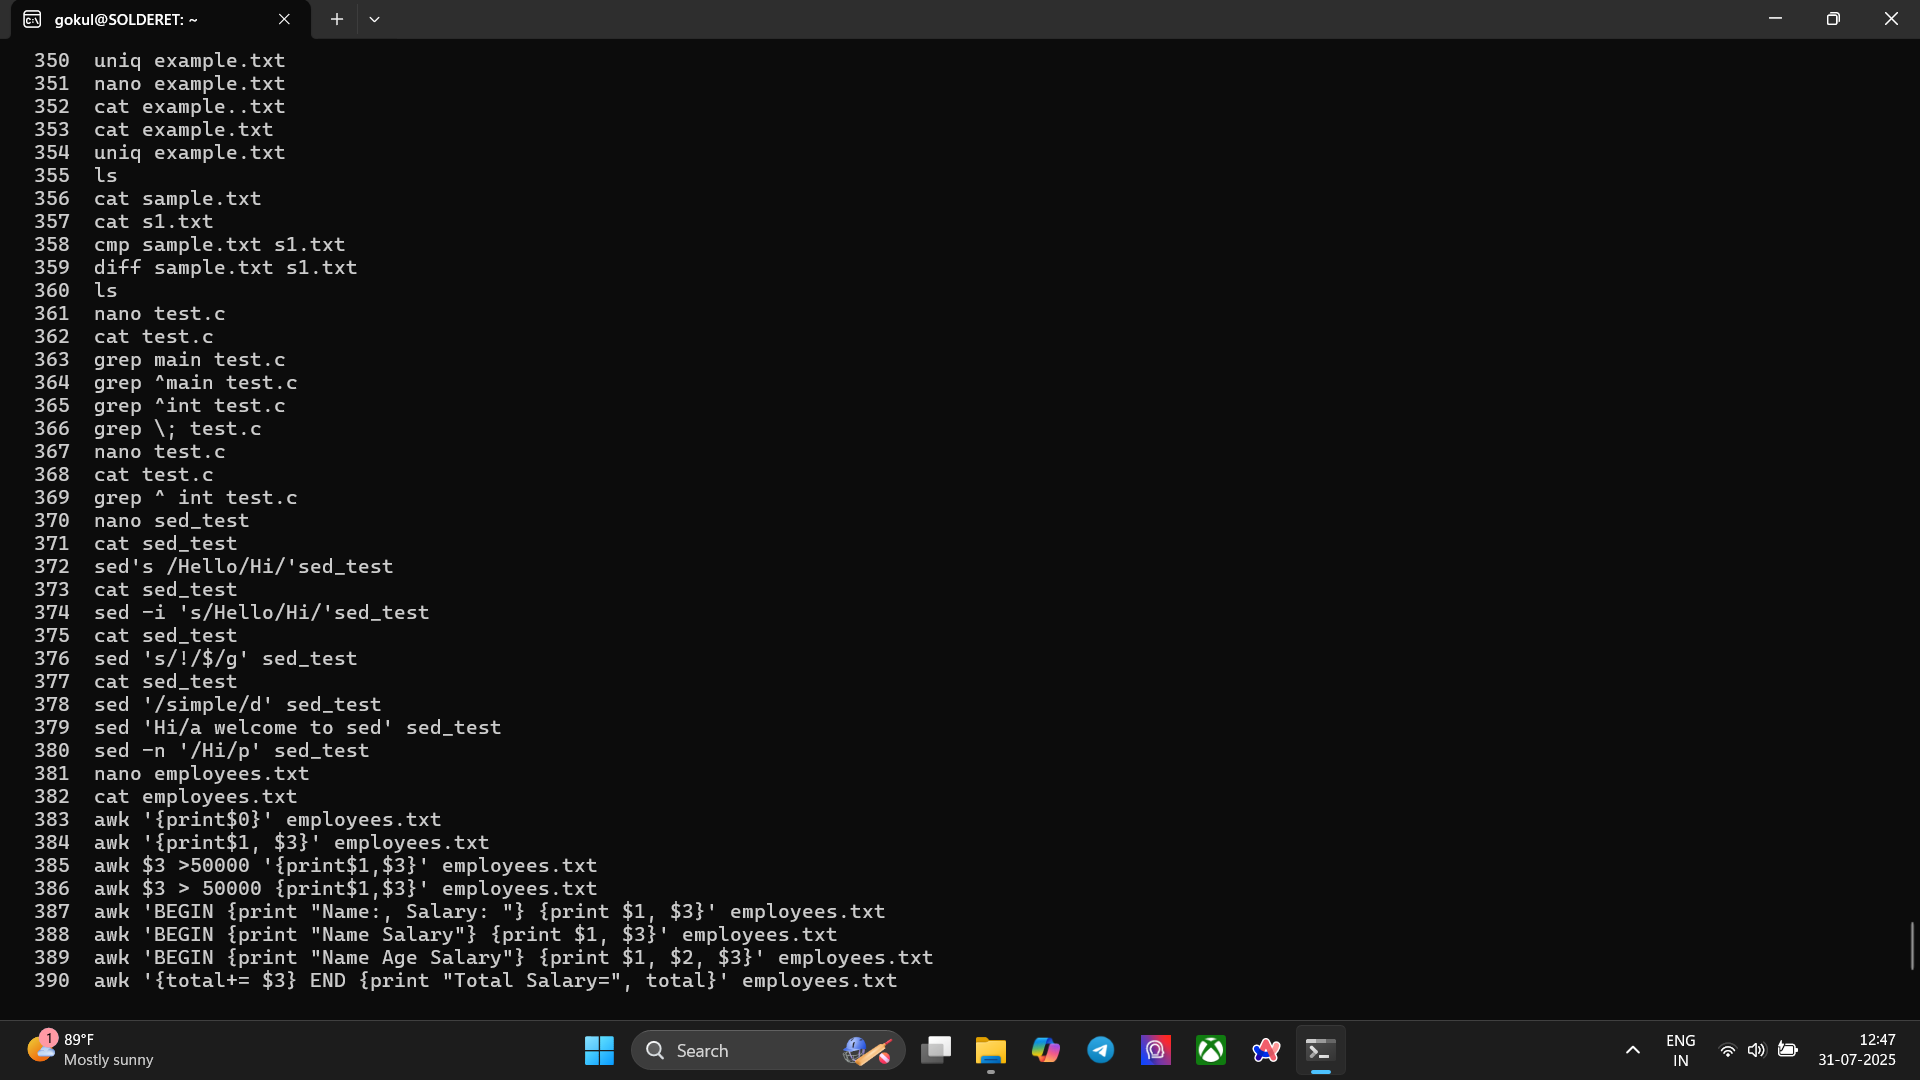 gokul@SOLDERET: ~
350 uniq example.txt
351 nano example.txt
352 cat example..txt
353 cat example.txt
354 uniq example.txt
355 ls
356 cat sample.txt
357 cat s1.txt
358 cmp sample.txt s1.txt
359 diff sample.txt s1.txt
360 ls
361 nano test.c
362 cat test.c
363 grep main test.c
364 grep ^main test.c
365 grep ^int test.c
366 grep \; test.c
367 nano test.c
368 cat test.c
369 grep ^ int test.c
370 nano sed_test
371 cat sed_test
372 sed's /Hello/Hi/'sed_test
373 cat sed_test
374 sed -i 's/Hello/Hi/'sed_test
375 cat sed_test
376 sed 's/!/$/g' sed_test
377 cat sed_test
378 sed '/simple/d' sed_test
379 sed 'Hi/a welcome to sed' sed_test
380 sed -n '/Hi/p' sed_test
381 nano employees.txt
382 cat employees.txt
383 awk '{print$0}' employees.txt
384 awk '{print$1, $3}' employees.txt
385 awk $3 >50000 '{print$1,$3}' employees.txt
386 awk $3 > 50000 {print$1,$3}' employees.txt
387 awk 'BEGIN {print "Name:, Salary: "} {print $1, $3}' employees.txt
388 awk 'BEGIN {print "Name Salary"} {print $1, $3}' employees.txt
389 awk 'BEGIN {print "Name Age Salary"} {print $1, $2, $3}' employees.txt
390 awk '{total+= $3} END {print "Total Salary=", total}' employees.txt
1
89°F
Mostly sunny
Search
ENG
IN
12:47
31-07-2025